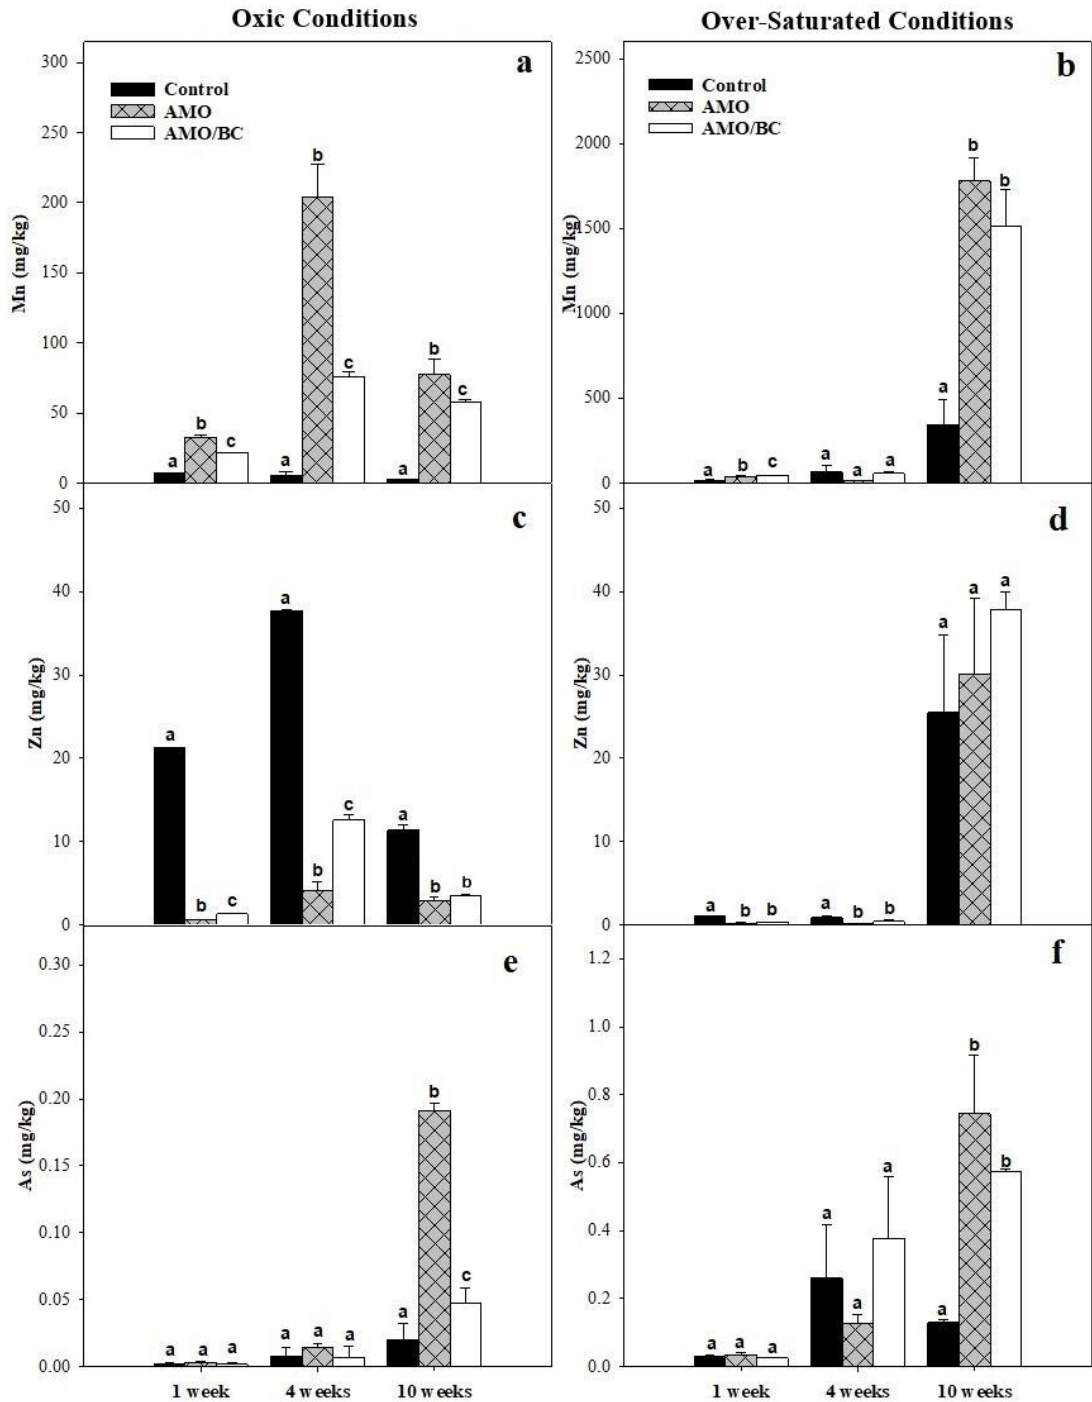 Oxic Conditions
Over-Saturated Conditions
a
300
250
200
150
100
50
0
Mn (mg/kg)
Control
AMO
AMO/BC
a b c
a b c
a b c
b
2500
2000
1500
1000
500
0
Mn (mg/kg)
Control
AMO
AMO/BC
a b c
a a a
a b b
c
50
40
30
20
10
0
Zn (mg/kg)
a b c
a b c
a b b
d
50
40
30
20
10
0
Zn (mg/kg)
a b b
a b b
a a a
e
0.30
0.25
0.20
0.15
0.10
0.05
0.00
As (mg/kg)
a a a
a a a
a b c
1 week 4 weeks 10 weeks
f
1.2
1.0
0.8
0.6
0.4
0.2
0.0
As (mg/kg)
a a a
a a a
a b b
1 week 4 weeks 10 weeks